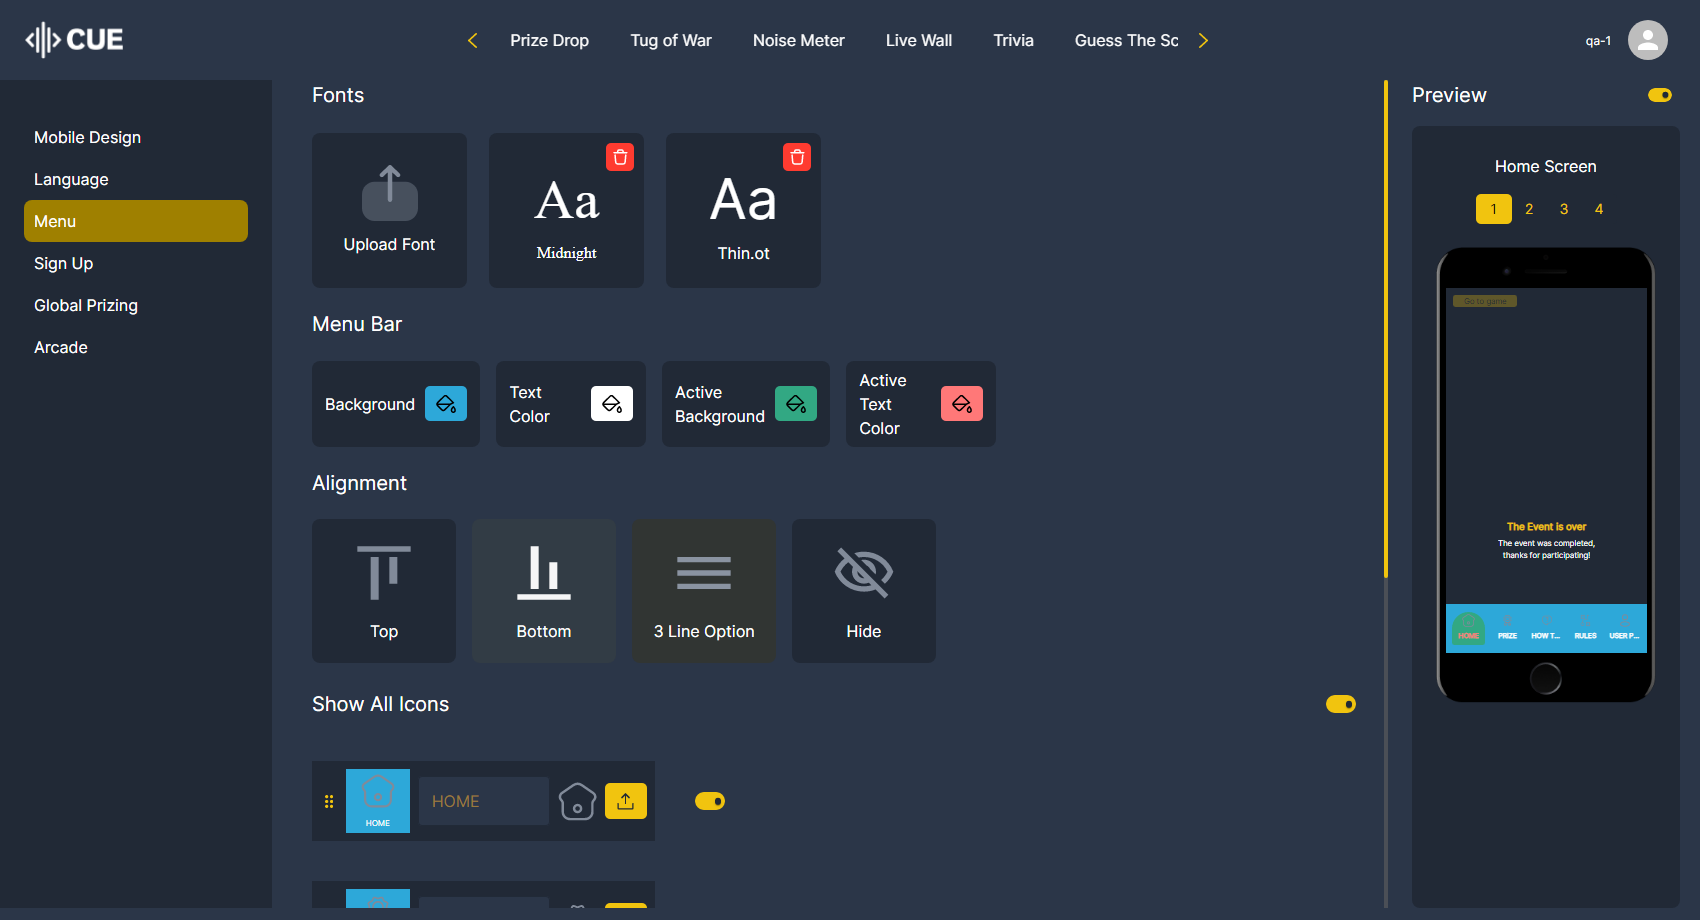 CUE
Prize Drop
Tug of War
Noise Meter
Live Wall
Trivia
Guess The Sc
qa-1
Mobile Design
Language
Menu
Sign Up
Global Prizing
Arcade
Fonts
Upload Font
Aa
Midnight
Aa
Thin.ot
Menu Bar
Background
Text
Color
Active
Background
Active
Text
Color
Alignment
Top
Bottom
3 Line Option
Hide
Show All Icons
HOME
HOME
Preview
Home Screen
1 2 3 4
Go to game
The Event is over
The event was completed,
thanks for participating!
HOME
PRIZE
HOW T...
RULES
USER P...